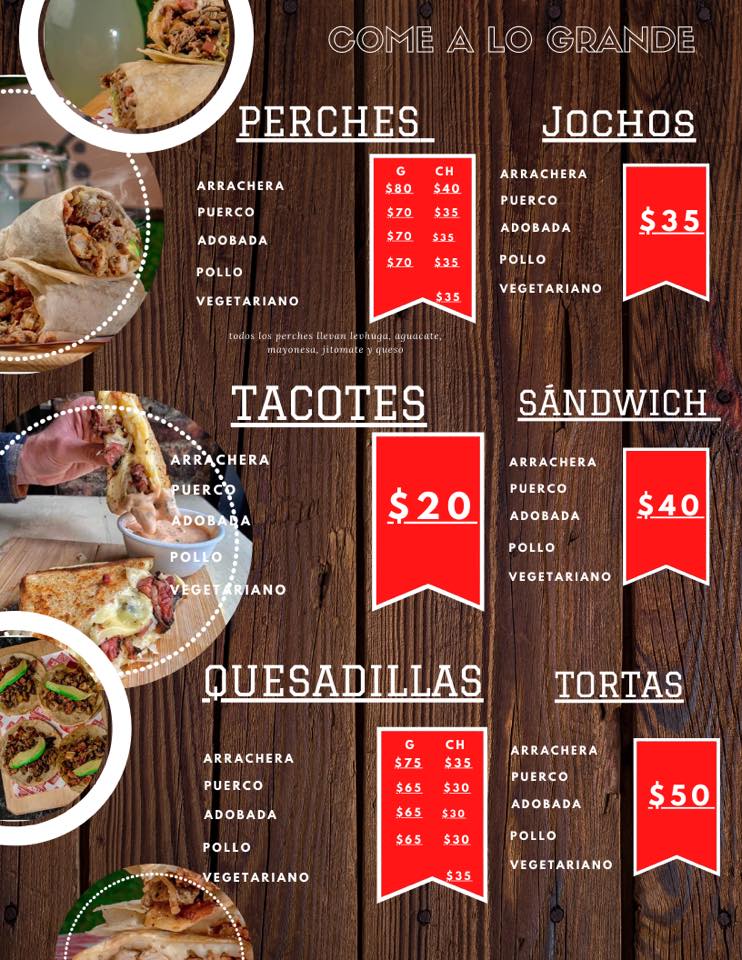 COME A LO GRANDE
PERCHES
G CH
ARRACHERA $80 $40
PUERCO $70 $35
ADOBADA $70 $35
POLLO $70 $35
VEGETARIANO $35
todos los perches llevan levhuga, aguacate,
mayonesa, jitomate y queso
JOCHOS
ARRACHERA
PUERCO
ADOBADA
POLLO
VEGETARIANO
$35
TACOTES
ARRACHERA
PUERCO
ADOBADA
POLLO
VEGETARIANO
$20
SÁNDWICH
ARRACHERA
PUERCO
ADOBADA
POLLO
VEGETARIANO
$40
QUESADILLAS
G CH
ARRACHERA $75 $35
PUERCO $65 $30
ADOBADA $65 $30
POLLO $65 $30
VEGETARIANO $35
TORTAS
ARRACHERA
PUERCO
ADOBADA
POLLO
VEGETARIANO
$50